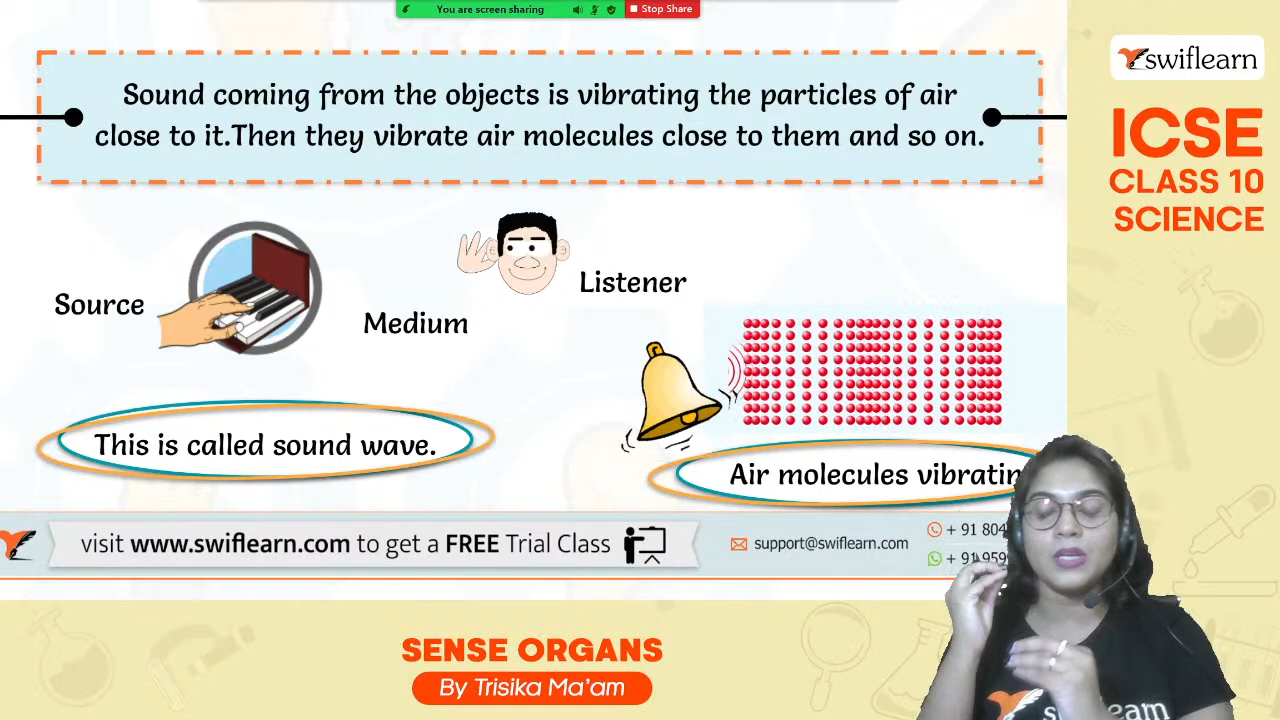 You are screen sharing
Stop Share
Sound coming from the objects is vibrating the particles of air
close to it.Then they vibrate air molecules close to them and so on.
swiflearn
ICSE
CLASS 10
SCIENCE
Source
Medium
Listener
This is called sound wave.
Air molecules vibratin
visit www.swiflearn.com to get a FREE Trial Class
support@swiflearn.com
+ 91 804
+ 91 959
SENSE ORGANS
By Trisika Ma'am